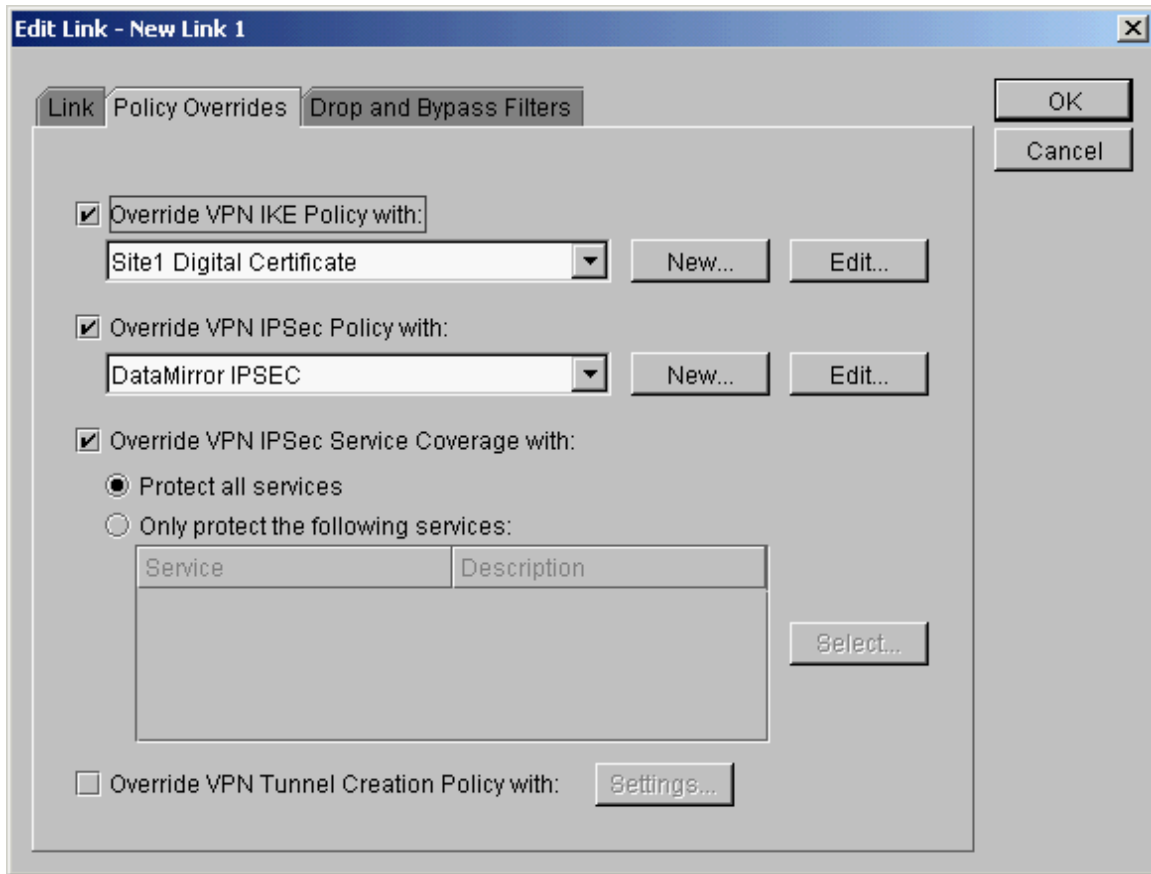 Edit Link - New Link 1
Link Policy Overrides Drop and Bypass Filters
OK
Cancel
Override VPN IKE Policy with:
Site1 Digital Certificate New... Edit...
Override VPN IPSec Policy with:
DataMirror IPSEC New... Edit...
Override VPN IPSec Service Coverage with:
Protect all services
Only protect the following services:
Service Description
Select...
Override VPN Tunnel Creation Policy with: Settings...